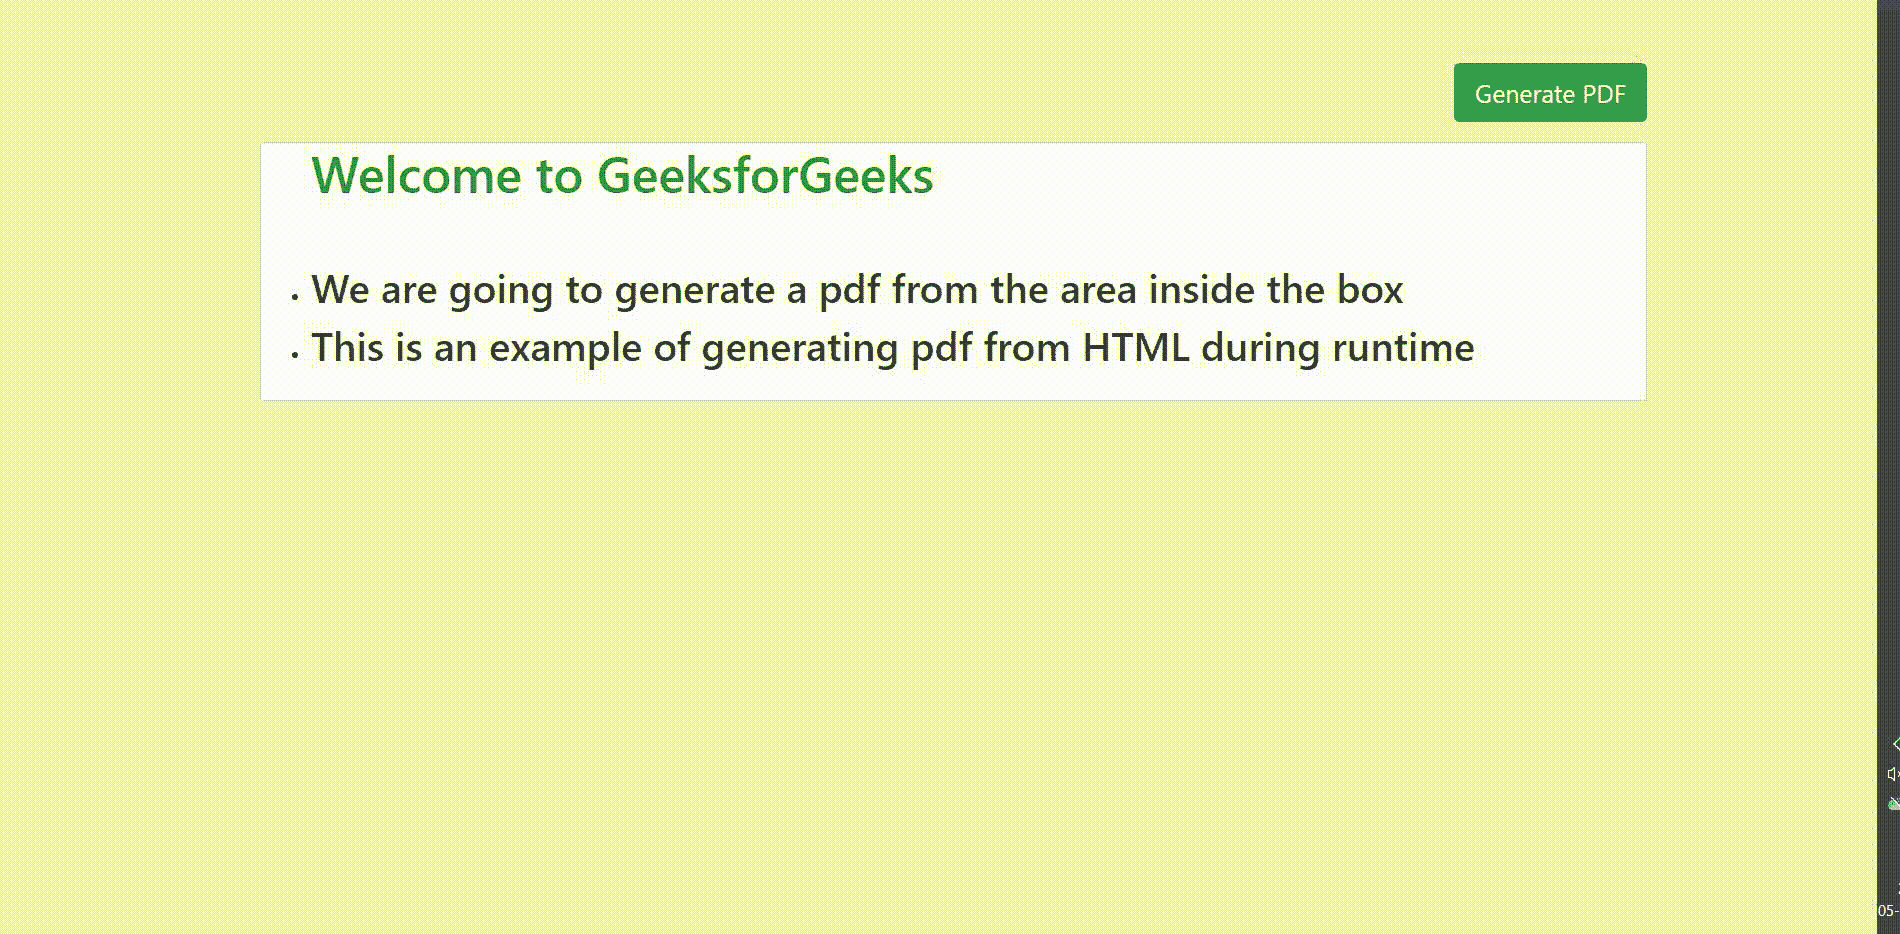 Generate PDF
Welcome to GeeksforGeeks
• We are going to generate a pdf from the area inside the box
• This is an example of generating pdf from HTML during runtime
05-